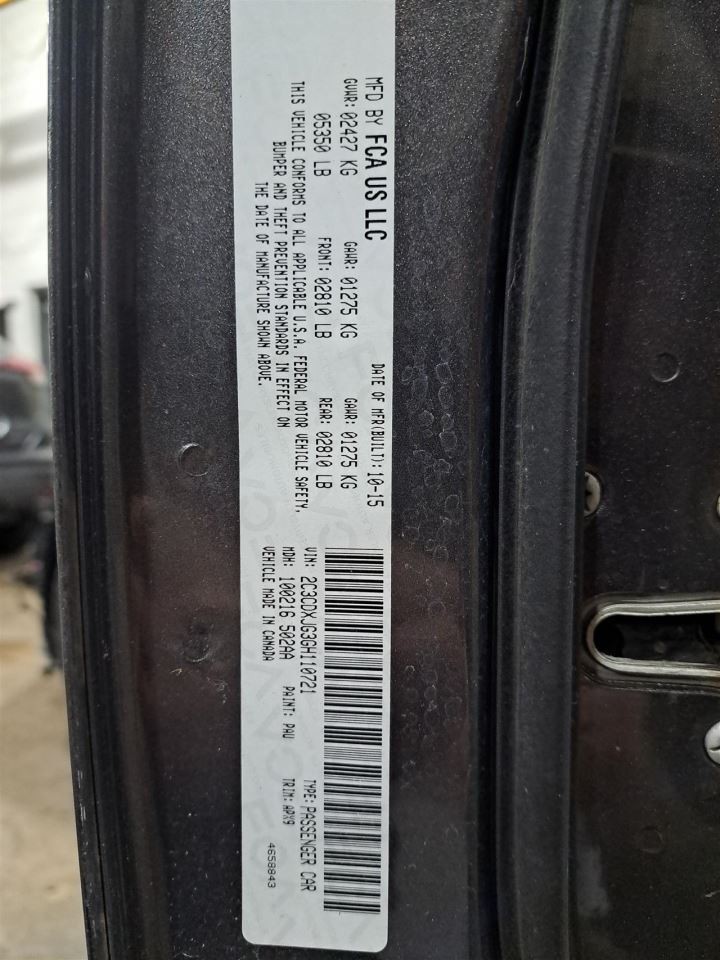 MFD BY FCA US LLC DATE OF MFR(BUILT): 10-15
GVWR: 02427 KG GAWR: 01275 KG GAWR: 01275 KG
05350 LB FRONT: 02810 LB REAR: 02810 LB
THIS VEHICLE CONFORMS TO ALL APPLICABLE U.S.A. FEDERAL MOTOR VEHICLE SAFETY,
BUMPER AND THEFT PREVENTION STANDARDS IN EFFECT ON
THE DATE OF MANUFACTURE SHOWN ABOVE.
VIN: 2C3CDXJG3GH110721 TYPE: PASSENGER CAR
MDH: 100216 502AA PAINT: PAU TRIM: APX9
VEHICLE MADE IN CANADA
4658843